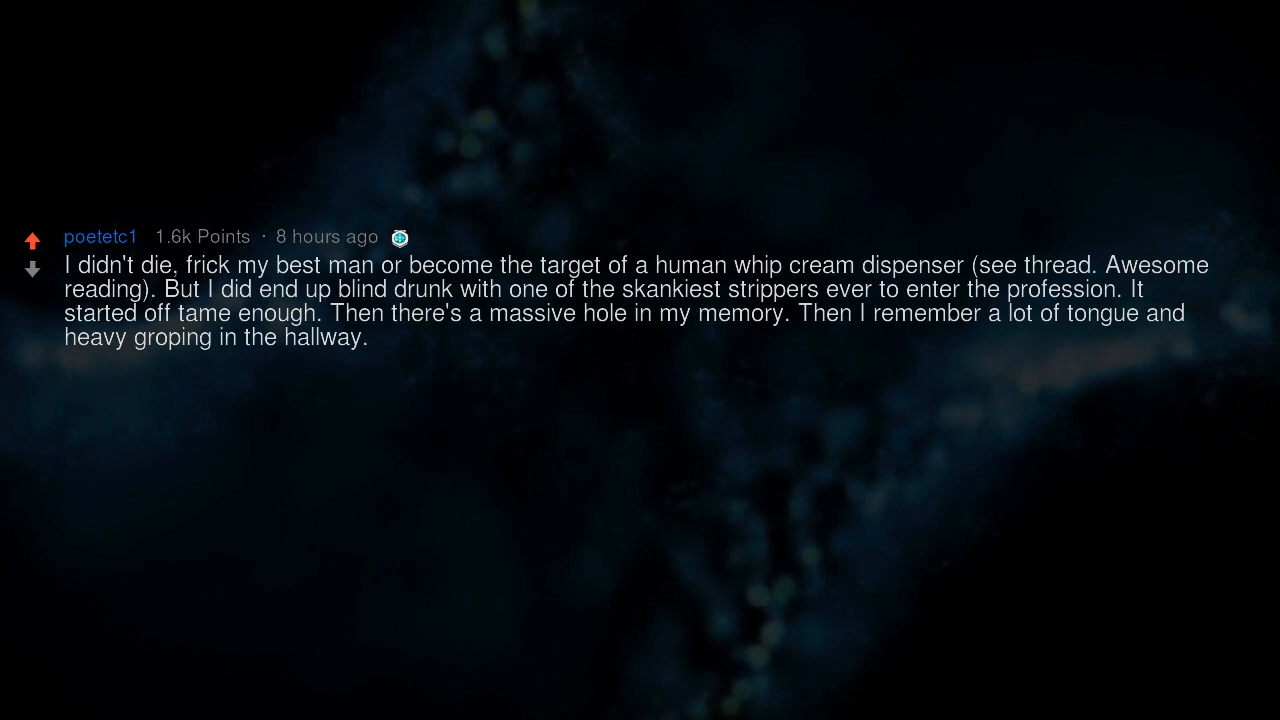 poetetc1 1.6k Points · 8 hours ago
I didn't die, frick my best man or become the target of a human whip cream dispenser (see thread. Awesome
reading). But I did end up blind drunk with one of the skankiest strippers ever to enter the profession. It
started off tame enough. Then there's a massive hole in my memory. Then I remember a lot of tongue and
heavy groping in the hallway.